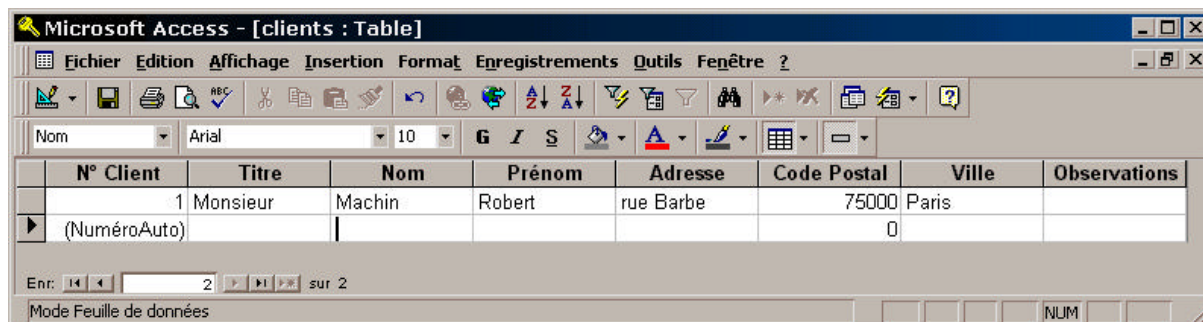 Microsoft Access - [clients : Table]
Fichier Edition Affichage Insertion Format Enregistrements Outils Fenêtre ?
Nom Arial 10 G I S
N° Client Titre Nom Prénom Adresse Code Postal Ville Observations
1 Monsieur Machin Robert rue Barbe 75000 Paris
(NuméroAuto) 0
Enr: 2 sur 2
Mode Feuille de données NUM